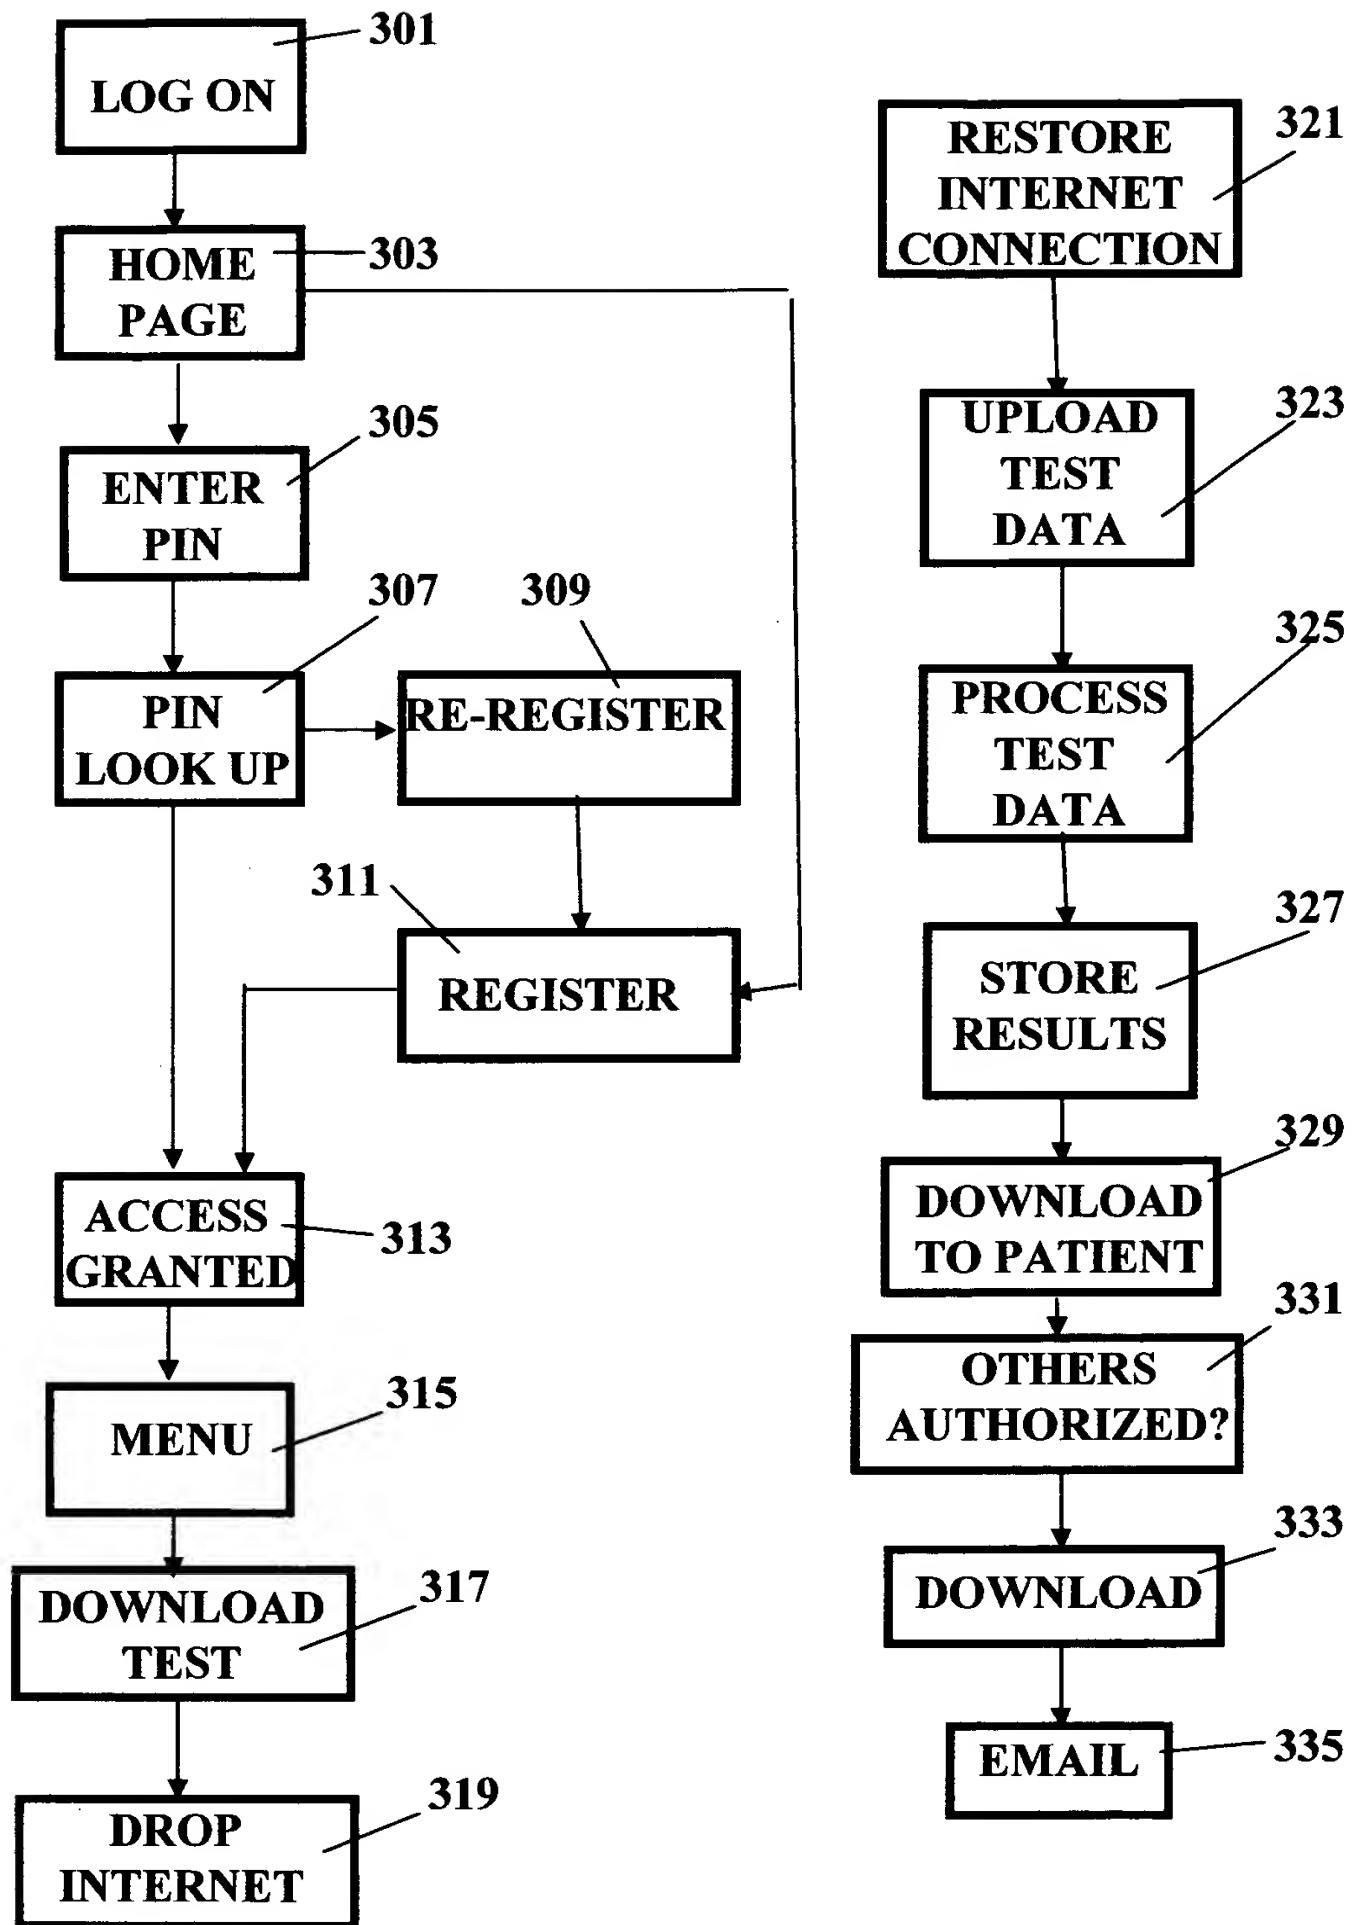 301
LOG ON
303
HOME
PAGE
305
ENTER
PIN
307
PIN
LOOK UP
309
RE-REGISTER
311
REGISTER
ACCESS
GRANTED
313
MENU
315
DOWNLOAD
TEST
317
DROP
INTERNET
319
RESTORE
INTERNET
CONNECTION
321
UPLOAD
TEST
DATA
323
PROCESS
TEST
DATA
325
STORE
RESULTS
327
DOWNLOAD
TO PATIENT
329
OTHERS
AUTHORIZED?
331
DOWNLOAD
333
EMAIL
335